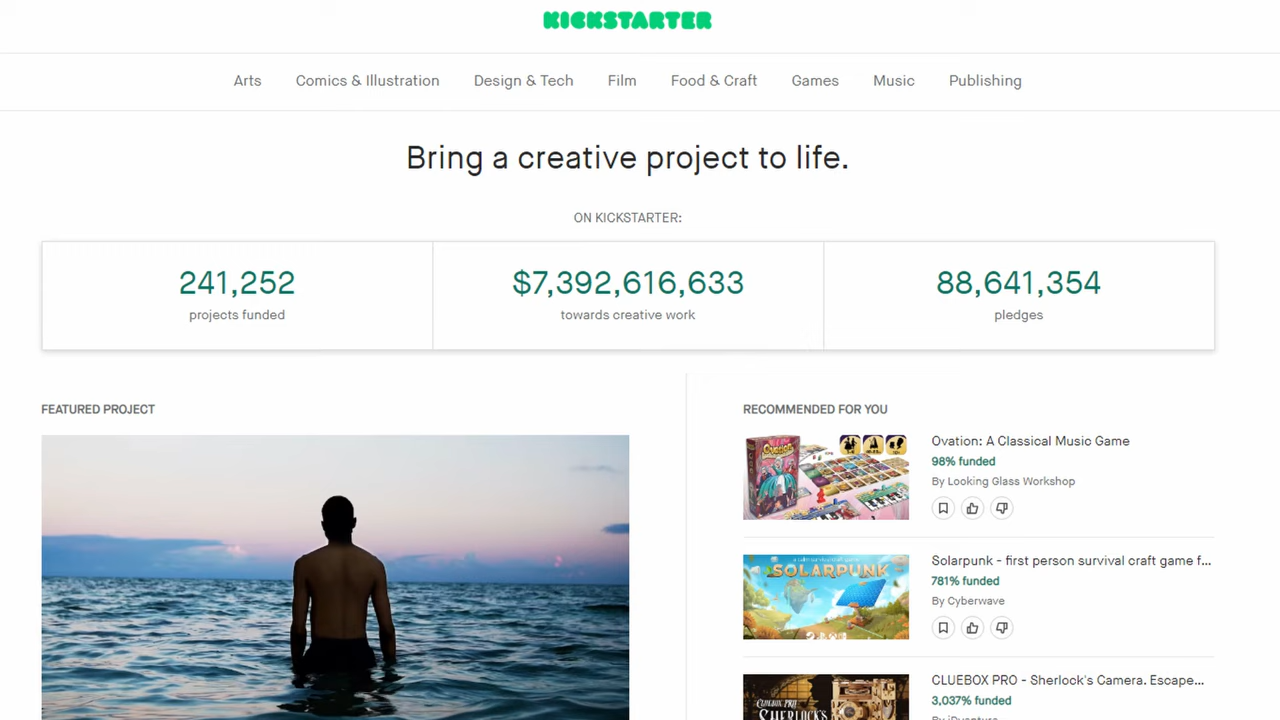 KICKSTARTER
Arts Comics & Illustration Design & Tech Film Food & Craft Games Music Publishing
Bring a creative project to life.
ON KICKSTARTER:
241,252
projects funded
$7,392,616,633
towards creative work
88,641,354
pledges
FEATURED PROJECT
RECOMMENDED FOR YOU
Ovation: A Classical Music Game
98% funded
By Looking Glass Workshop
SOLARPUNK
Solarpunk - first person survival craft game f...
781% funded
By Cyberwave
CLUEBOX PRO
SHERLOCK'S
CLUEBOX PRO - Sherlock's Camera. Escape...
3,037% funded